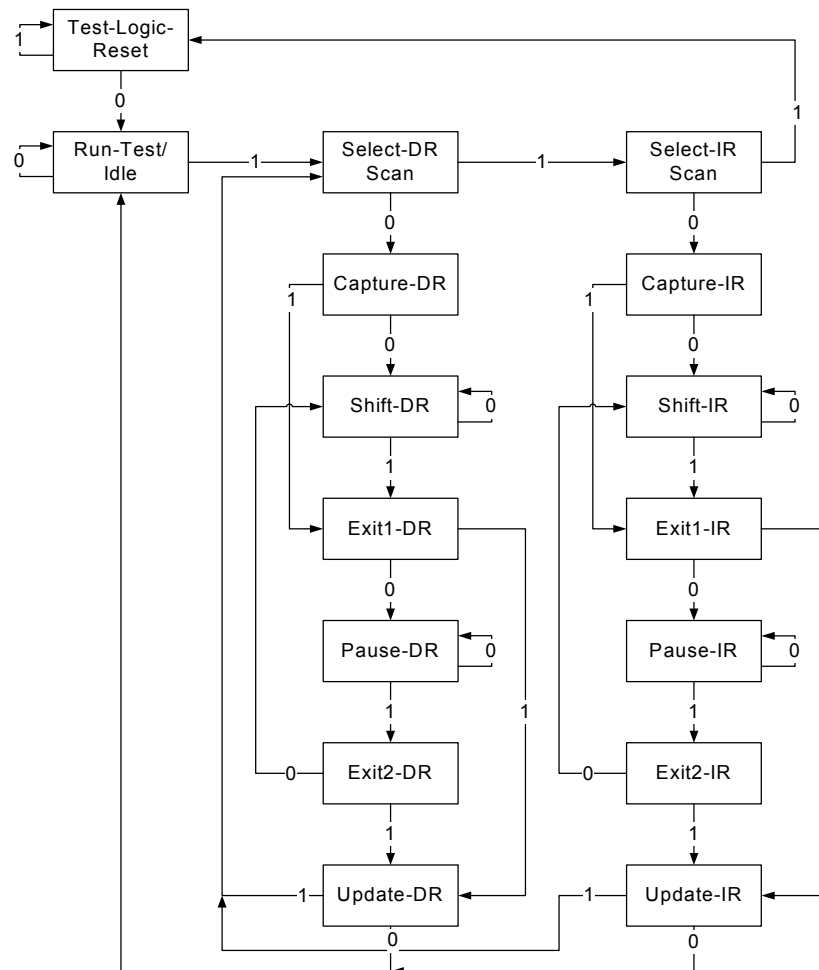 Test-Logic-
Reset
1
0
1
Run-Test/
Idle
0
1
Select-DR
Scan
1
Select-IR
Scan
0
0
Capture-DR
Capture-IR
1
1
0
0
Shift-DR
0
Shift-IR
0
1
1
Exit1-DR
Exit1-IR
0
0
Pause-DR
0
Pause-IR
0
1
1
1
Exit2-DR
0
Exit2-IR
0
1
1
1
Update-DR
1
Update-IR
0
0